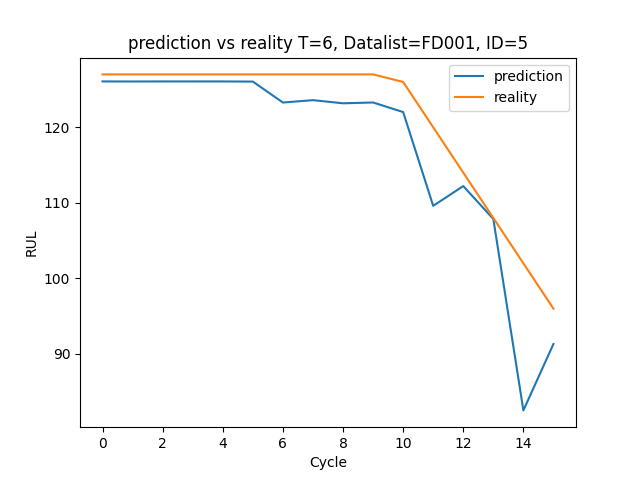 prediction vs reality T=6, Datalist=FD001, ID=5
prediction
reality
120
110
100
90
RUL
0 2 4 6 8 10 12 14
Cycle